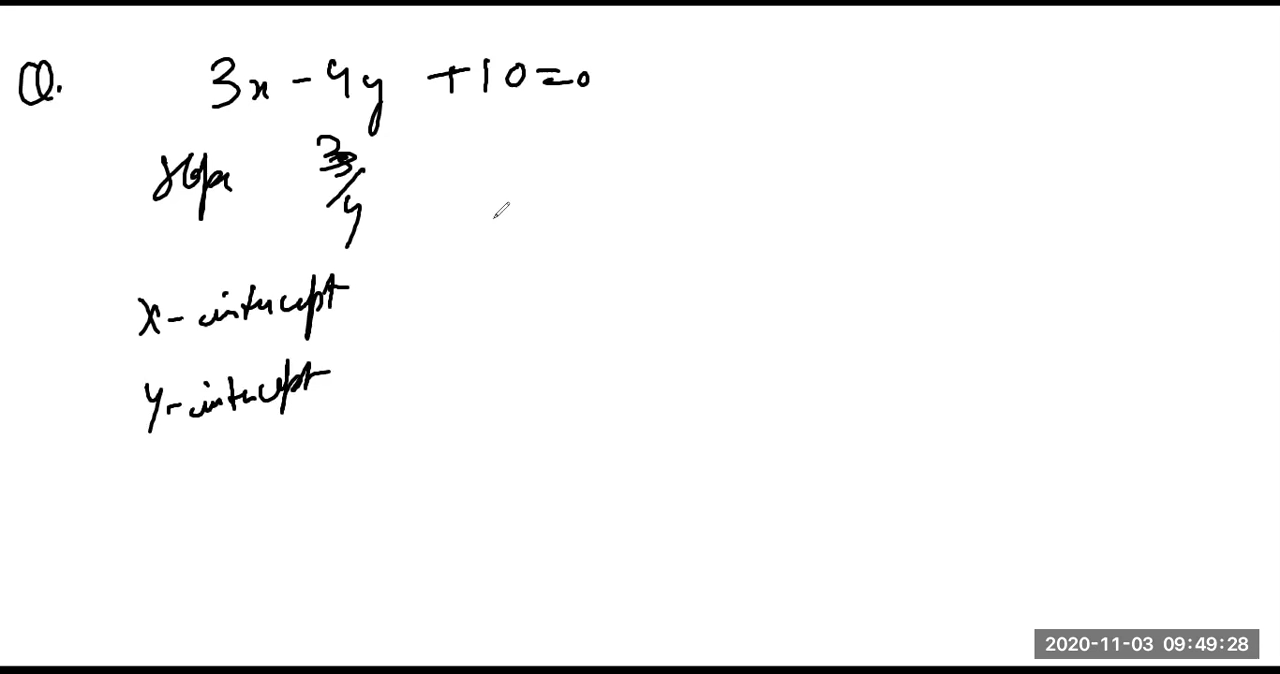 Q. 3x - 4y + 10 = 0
slope 3/4
x - intercept
y - intercept
2020-11-03 09:49:28